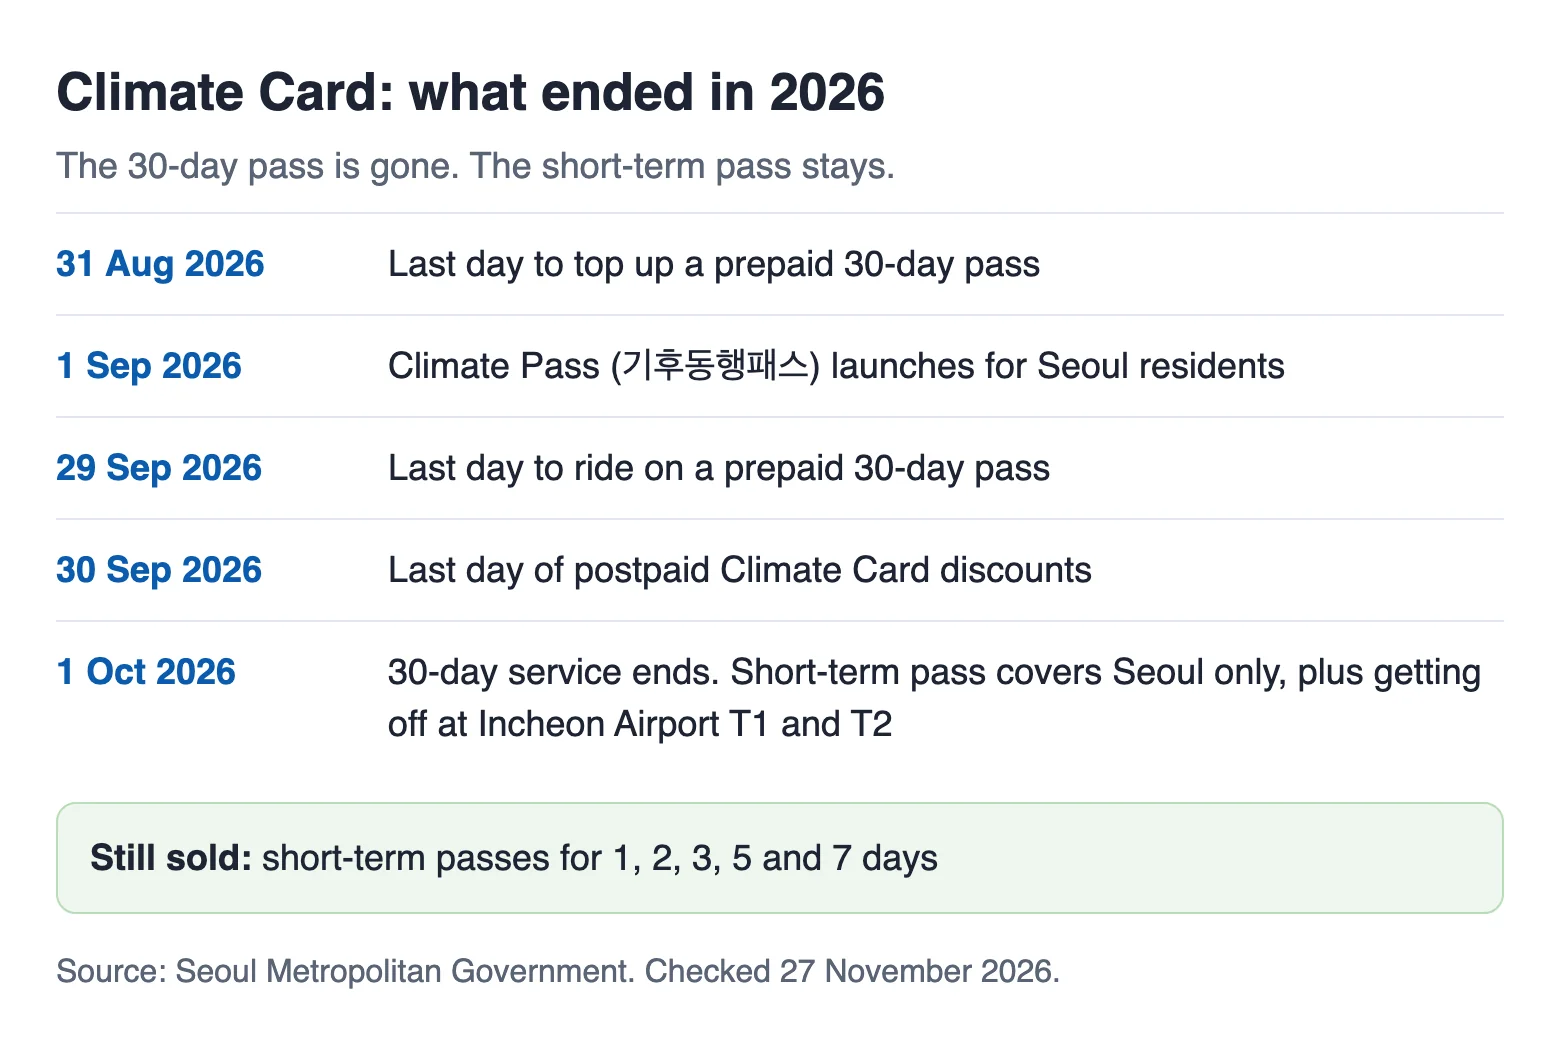 Climate Card: what ended in 2026
The 30-day pass is gone. The short-term pass stays.
31 Aug 2026 Last day to top up a prepaid 30-day pass
1 Sep 2026 Climate Pass (기후동행패스) launches for Seoul residents
29 Sep 2026 Last day to ride on a prepaid 30-day pass
30 Sep 2026 Last day of postpaid Climate Card discounts
1 Oct 2026 30-day service ends. Short-term pass covers Seoul only, plus getting
off at Incheon Airport T1 and T2
Still sold: short-term passes for 1, 2, 3, 5 and 7 days
Source: Seoul Metropolitan Government. Checked 27 November 2026.